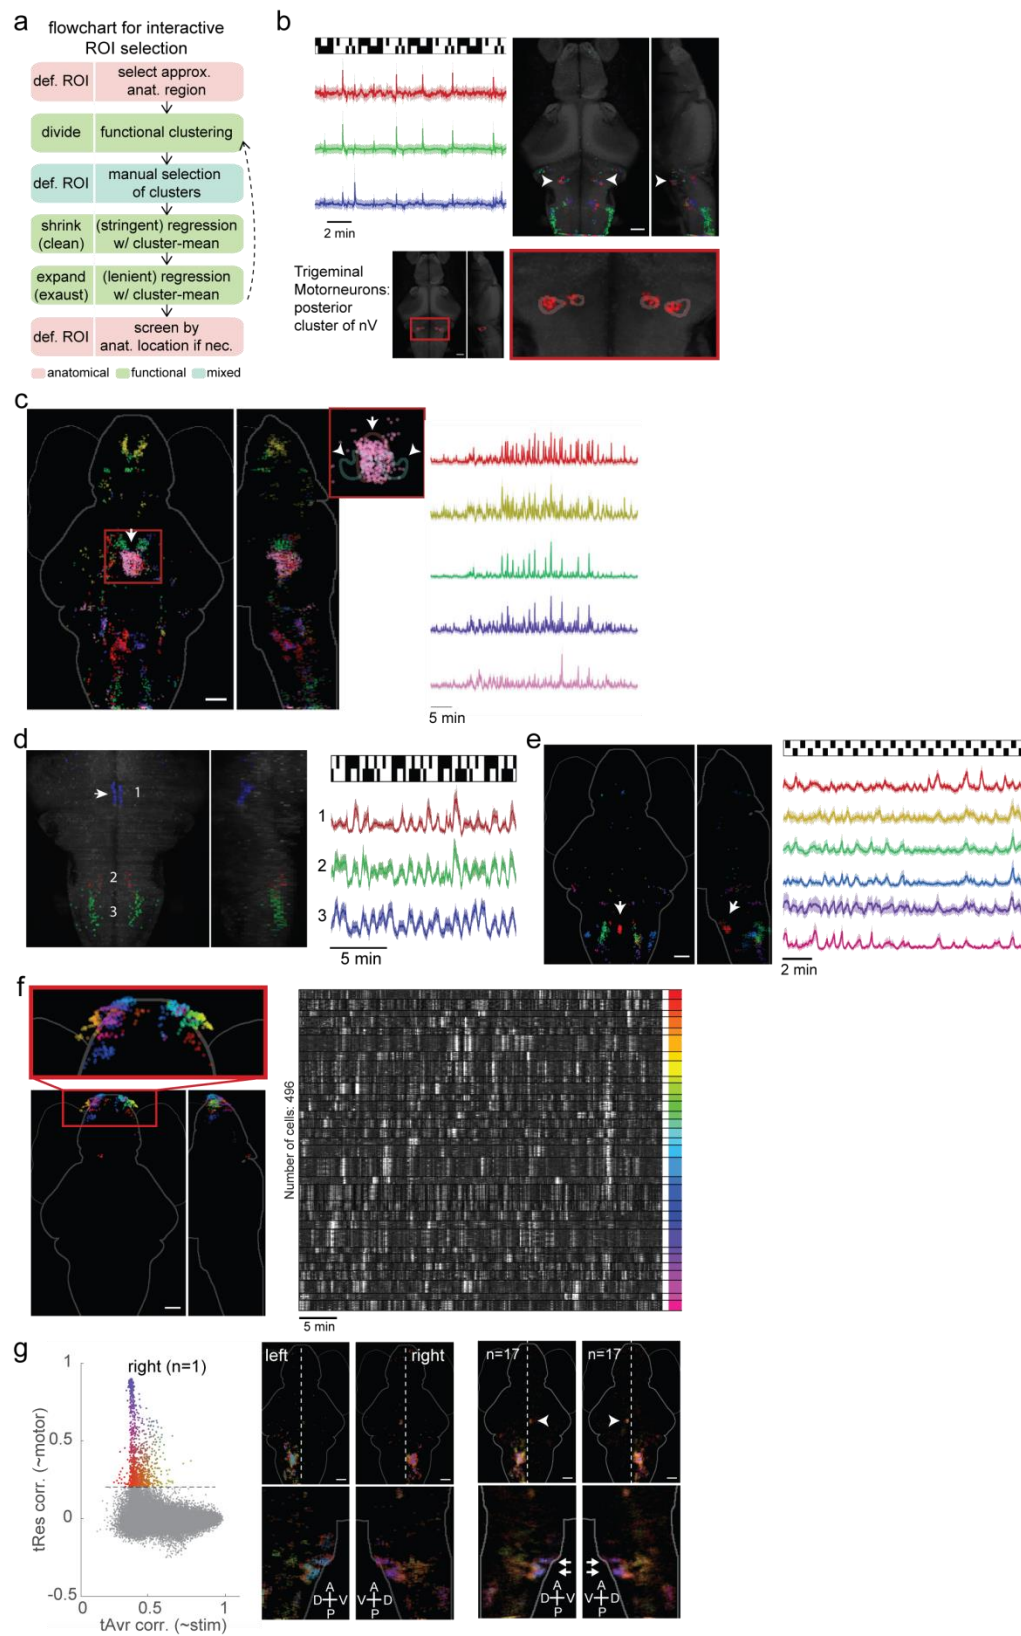 a
flowchart for interactive
ROI selection
def. ROI
select approx.
anat. region
divide
functional clustering
def. ROI
manual selection
of clusters
shrink
(clean)
(stringent) regression
w/ cluster-mean
expand
(exaust)
(lenient) regression
w/ cluster-mean
def. ROI
screen by
anat. location if nec.
anatomical
functional
mixed
b
2 min
Trigeminal
Motorneurons:
posterior
cluster of nV
c
5 min
d
1
2
3
1
2
3
5 min
e
2 min
f
Number of cells: 496
5 min
g
right (n=1)
tRes corr. (~motor)
1
0.5
0
-0.5
0
0.5
1
tAvr corr. (~stim)
left
right
n=17
n=17
A
D V
P
A
V D
P
A
D V
P
A
V D
P